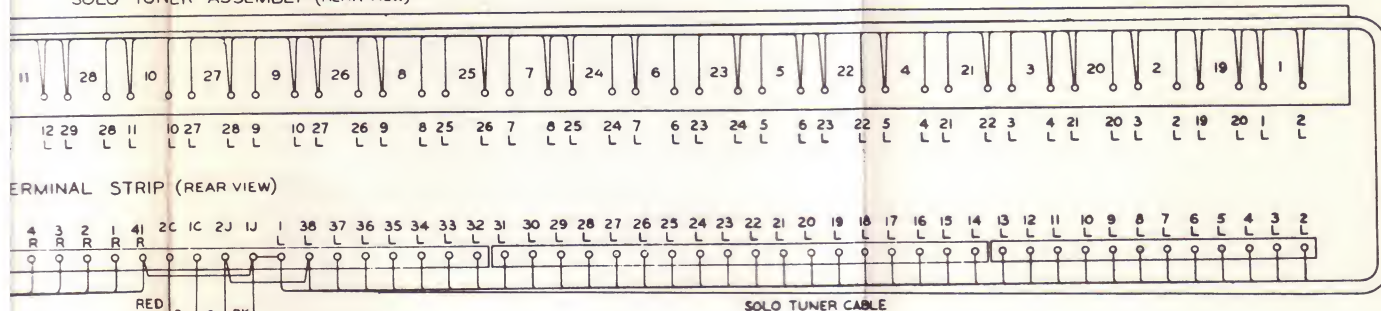 SOLO TUNER ASSEMBLY (REAR VIEW)
11 28 10 27 9 26 8 25 7 24 6 23 5 22 4 21 3 20 2 19 1
12 29 28 11 10 27 28 9 10 27 26 9 8 25 26 7 8 25 24 7 6 23 24 5 6 23 22 5 4 21 22 3 4 21 20 3 2 19 20 1 2
L L L L L L L L L L L L L L L L L L L L L L L L L L L L L L L L L L L L L L L L L
ERMINAL STRIP (REAR VIEW)
4 3 2 1 41 2C 1C 2J 1J 1 38 37 36 35 34 33 32 31 30 29 28 27 26 25 24 23 22 21 20 19 18 17 16 15 14 13 12 11 10 9 8 7 6 5 4 3 2
R R R R R L L L L L L L L L L L L L L L L L L L L L L L L L L L L L L L L L L L L L L
RED
SOLO TUNER CABLE